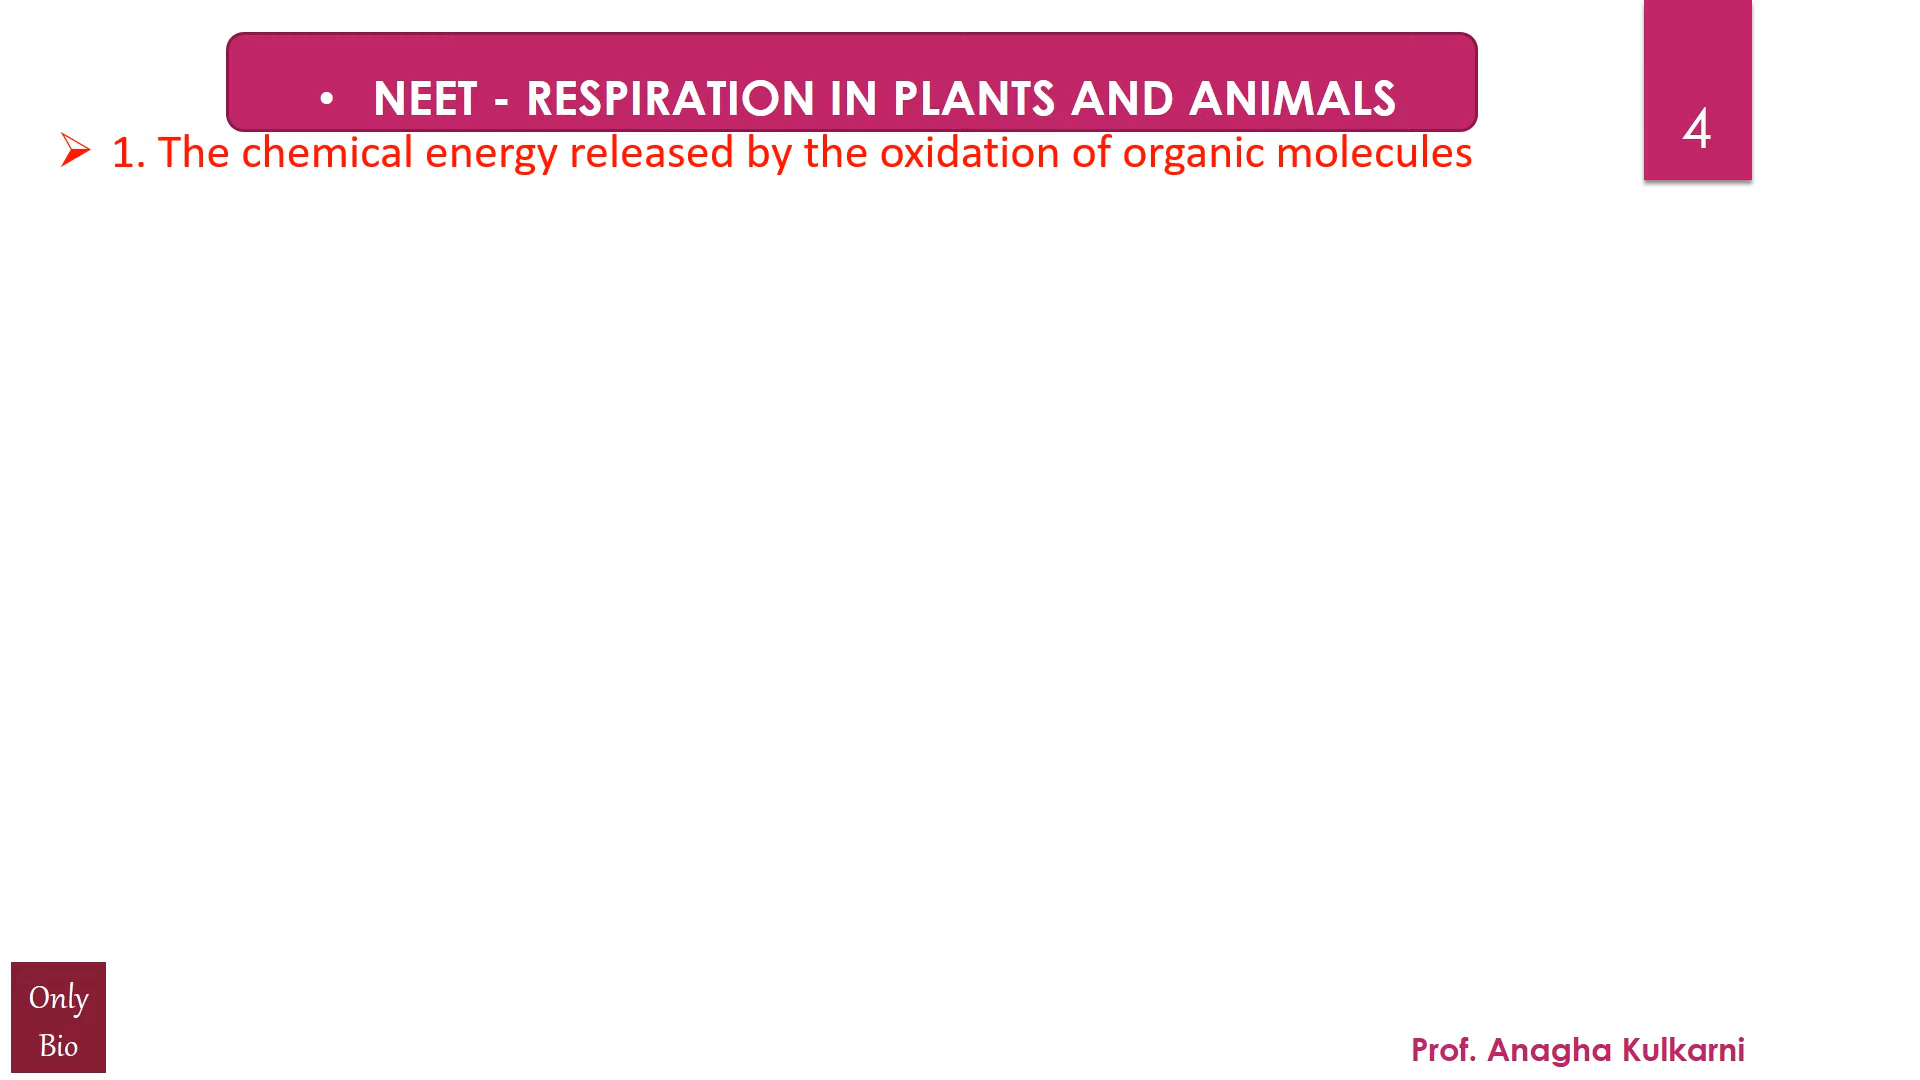 • NEET - RESPIRATION IN PLANTS AND ANIMALS
4
➢ 1. The chemical energy released by the oxidation of organic molecules
Only
Bio
Prof. Anagha Kulkarni